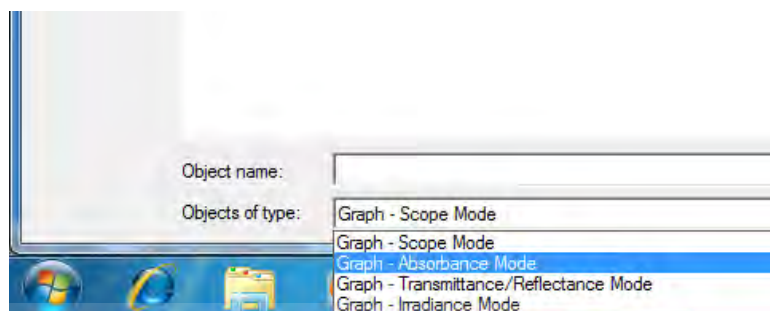 Object name:
Objects of type: Graph - Scope Mode
Graph - Scope Mode
Graph - Absorbance Mode
Graph - Transmittance/Reflectance Mode
Graph - Irradiance Mode